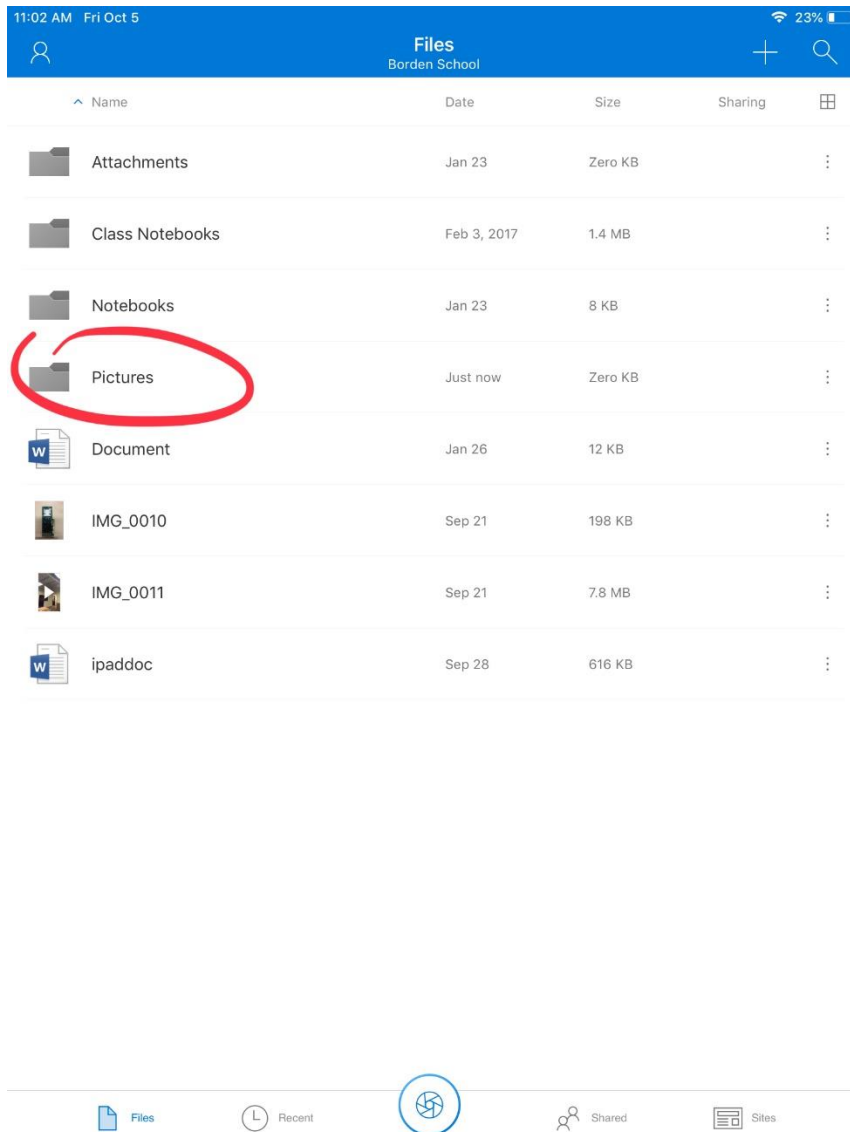 11:02 AM Fri Oct 5 23%
Files
Borden School
Name Date Size Sharing
Attachments Jan 23 Zero KB
Class Notebooks Feb 3, 2017 1.4 MB
Notebooks Jan 23 8 KB
Pictures Just now Zero KB
W Document Jan 26 12 KB
IMG_0010 Sep 21 198 KB
IMG_0011 Sep 21 7.8 MB
W ipaddoc Sep 28 616 KB
Files Recent Shared Sites